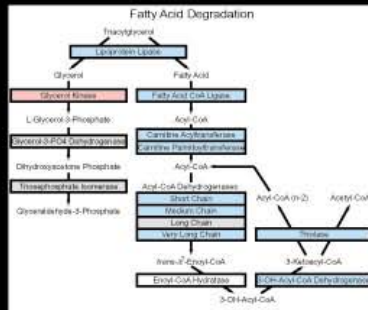 Fatty Acid Degradation
Triacylglycerol
Lipoprotein Lipase
Glycerol
Fatty Acid
Glycerol Kinase
Fatty Acid CoA Ligase
L-Glycerol-3-Phosphate
Acyl-CoA
Glycerol-3-PO4 Dehydrogenase
Carnitine Acyltransferase
Carnitine Palmitoyltransferase
Dihydroxyacetone Phosphate
Acyl-CoA
Triosephosphate Isomerase
Acyl-CoA Dehydrogenases
Glyceraldehyde-3-Phosphate
Short Chain
Medium Chain
Long Chain
Very Long Chain
Acyl-CoA (n-2)
Acetyl-CoA
Thiolase
trans-Δ²-Enoyl-CoA
3-Ketoacyl-CoA
Enoyl-CoA Hydratase
3-OH-Acyl-CoA Dehydrogenase
3-OH-Acyl-CoA